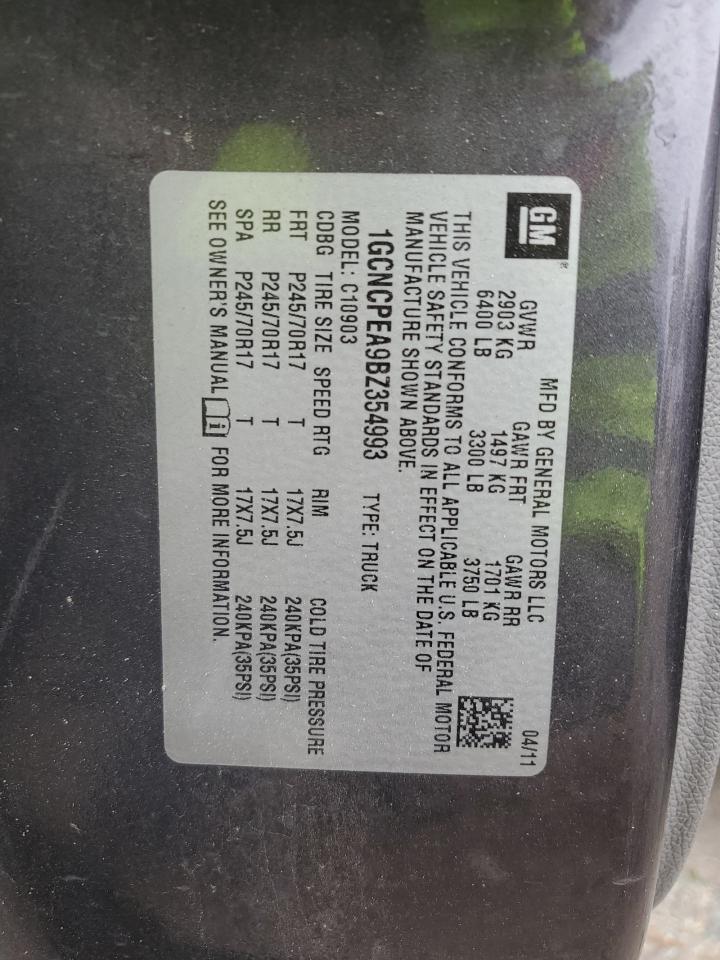 GM®
MFD BY GENERAL MOTORS LLC 04/11
GVWR GAWR FRT GAWR RR
2903 KG 1497 KG 1701 KG
6400 LB 3300 LB 3750 LB
THIS VEHICLE CONFORMS TO ALL APPLICABLE U.S. FEDERAL MOTOR
VEHICLE SAFETY STANDARDS IN EFFECT ON THE DATE OF
MANUFACTURE SHOWN ABOVE.
1GCNCPEA9BZ354993 TYPE: TRUCK
MODEL: C10903
CDBG TIRE SIZE SPEED RTG RIM COLD TIRE PRESSURE
FRT P245/70R17 T 17X7.5J 240KPA(35PSI)
RR P245/70R17 T 17X7.5J 240KPA(35PSI)
SPA P245/70R17 T 17X7.5J 240KPA(35PSI)
SEE OWNER'S MANUAL i FOR MORE INFORMATION.